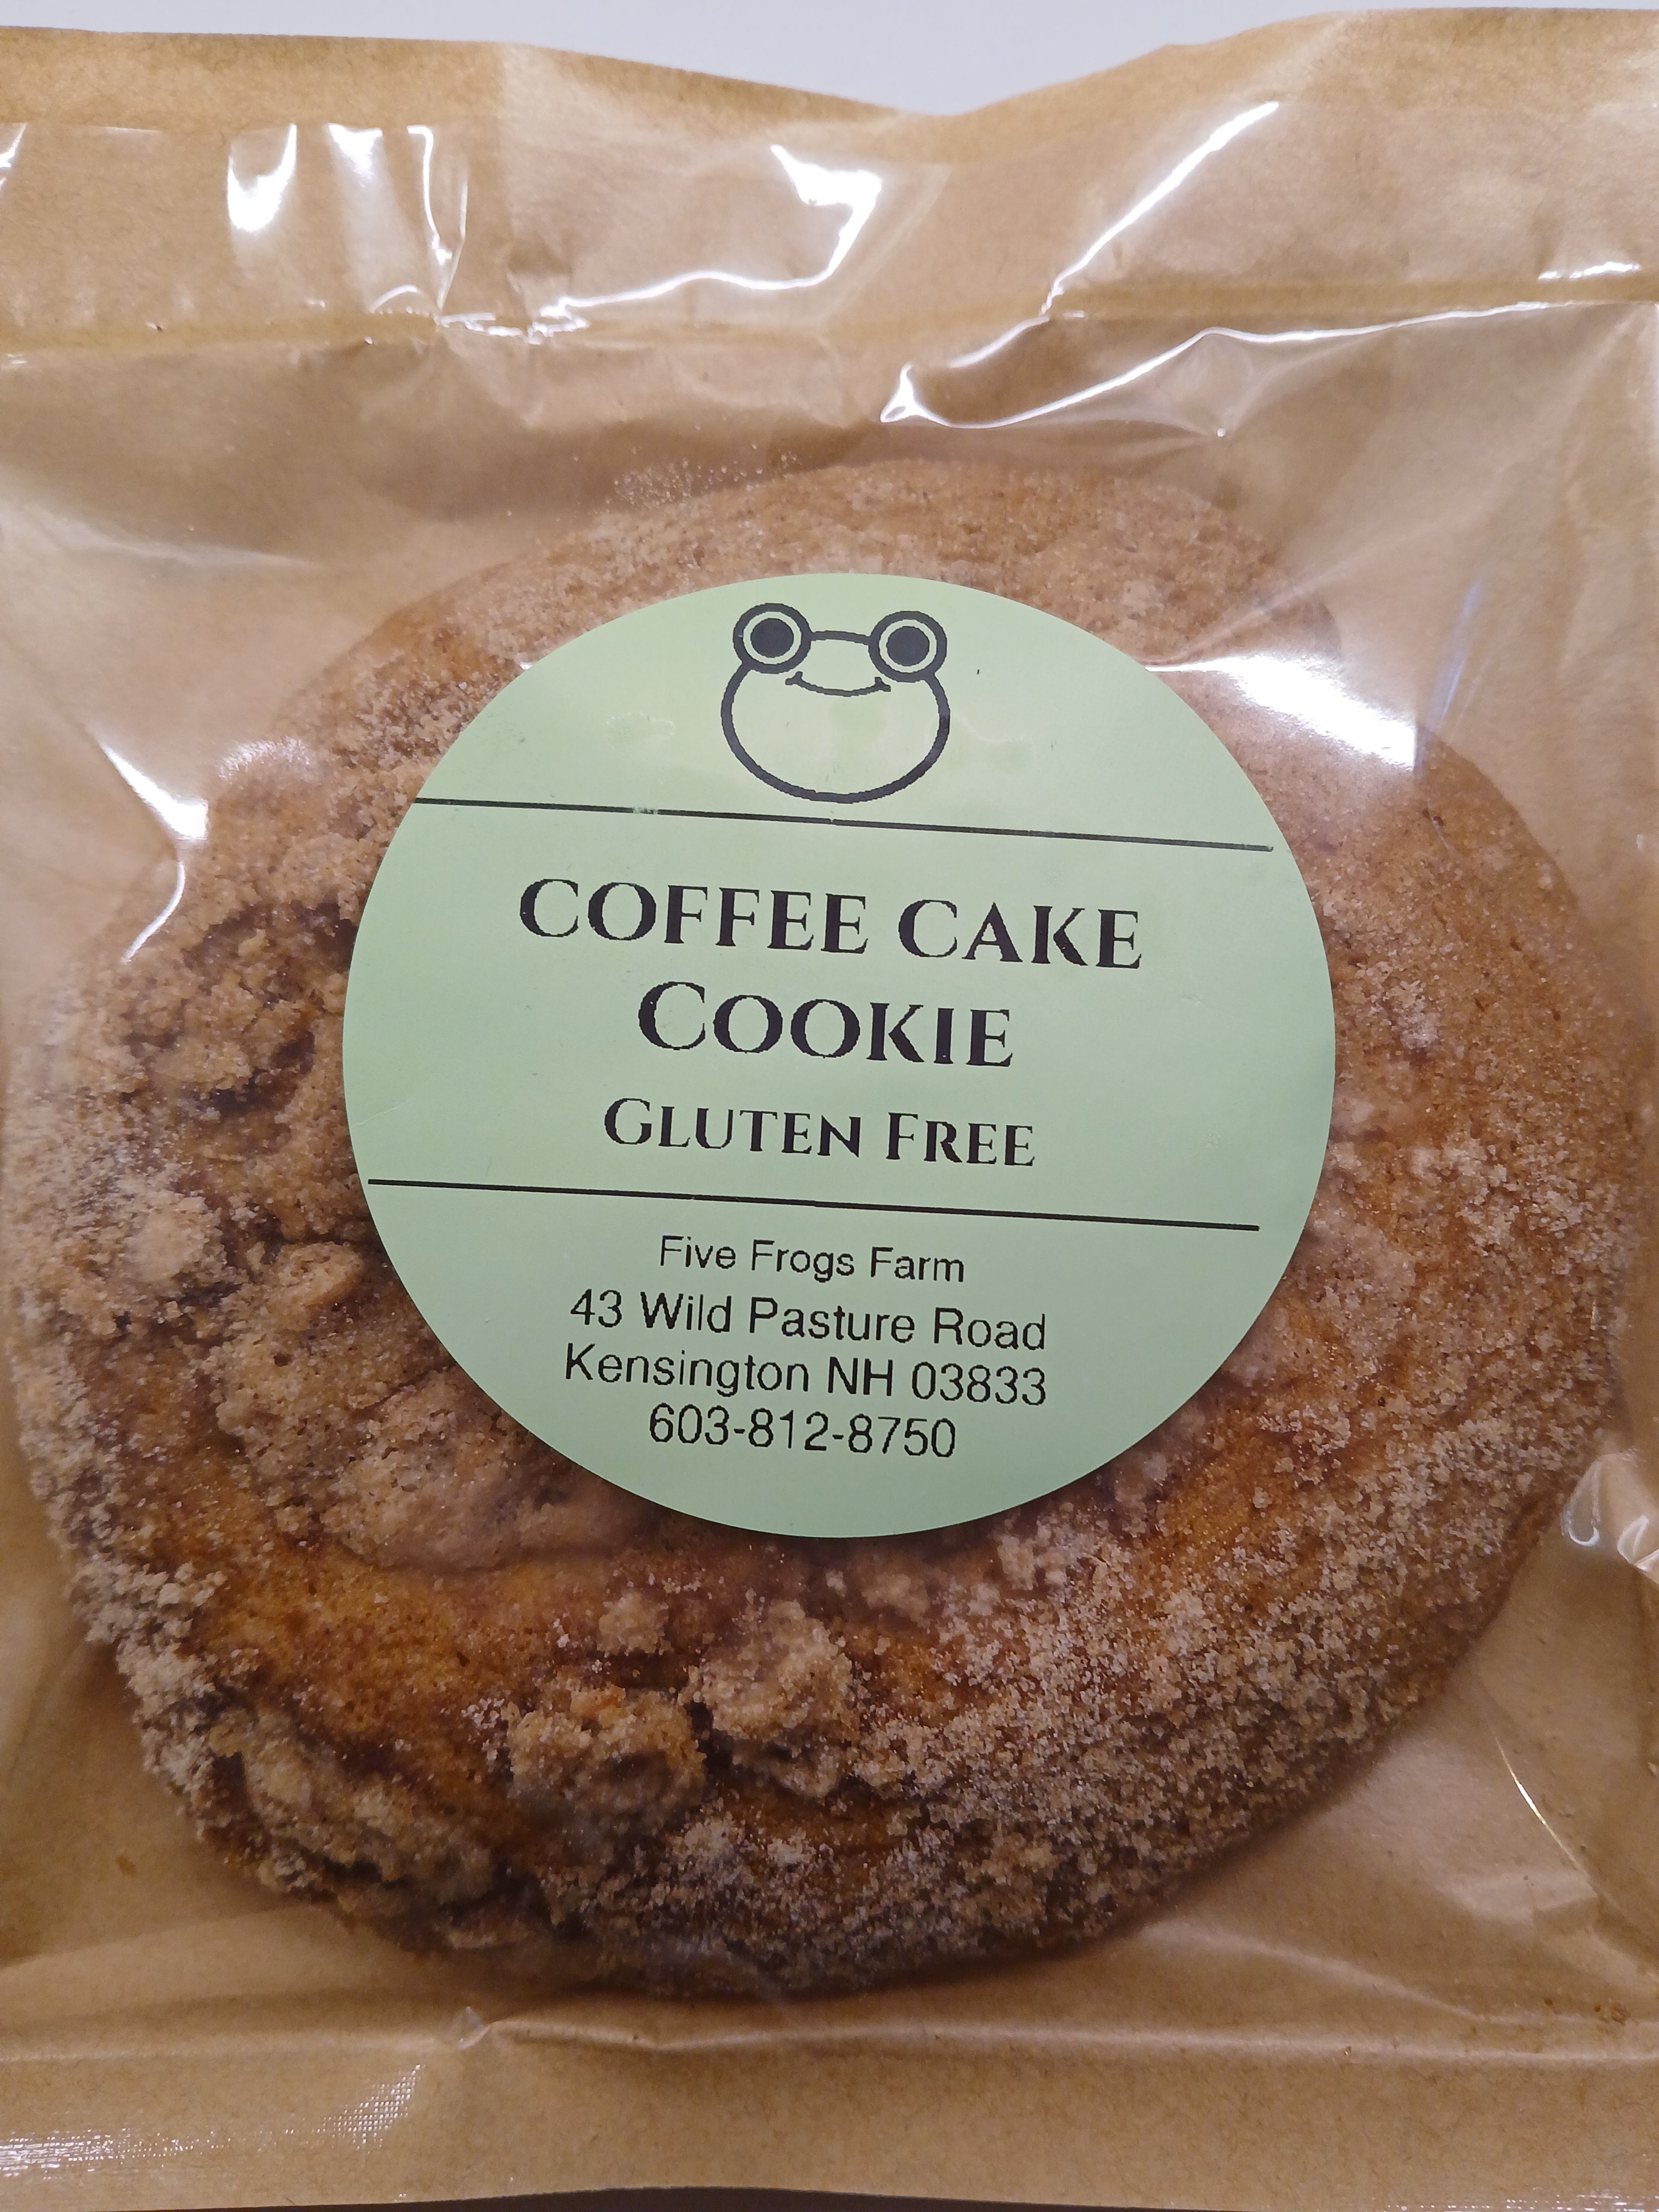 COFFEE CAKE
COOKIE
GLUTEN FREE
Five Frogs Farm
43 Wild Pasture Road
Kensington NH 03833
603-812-8750